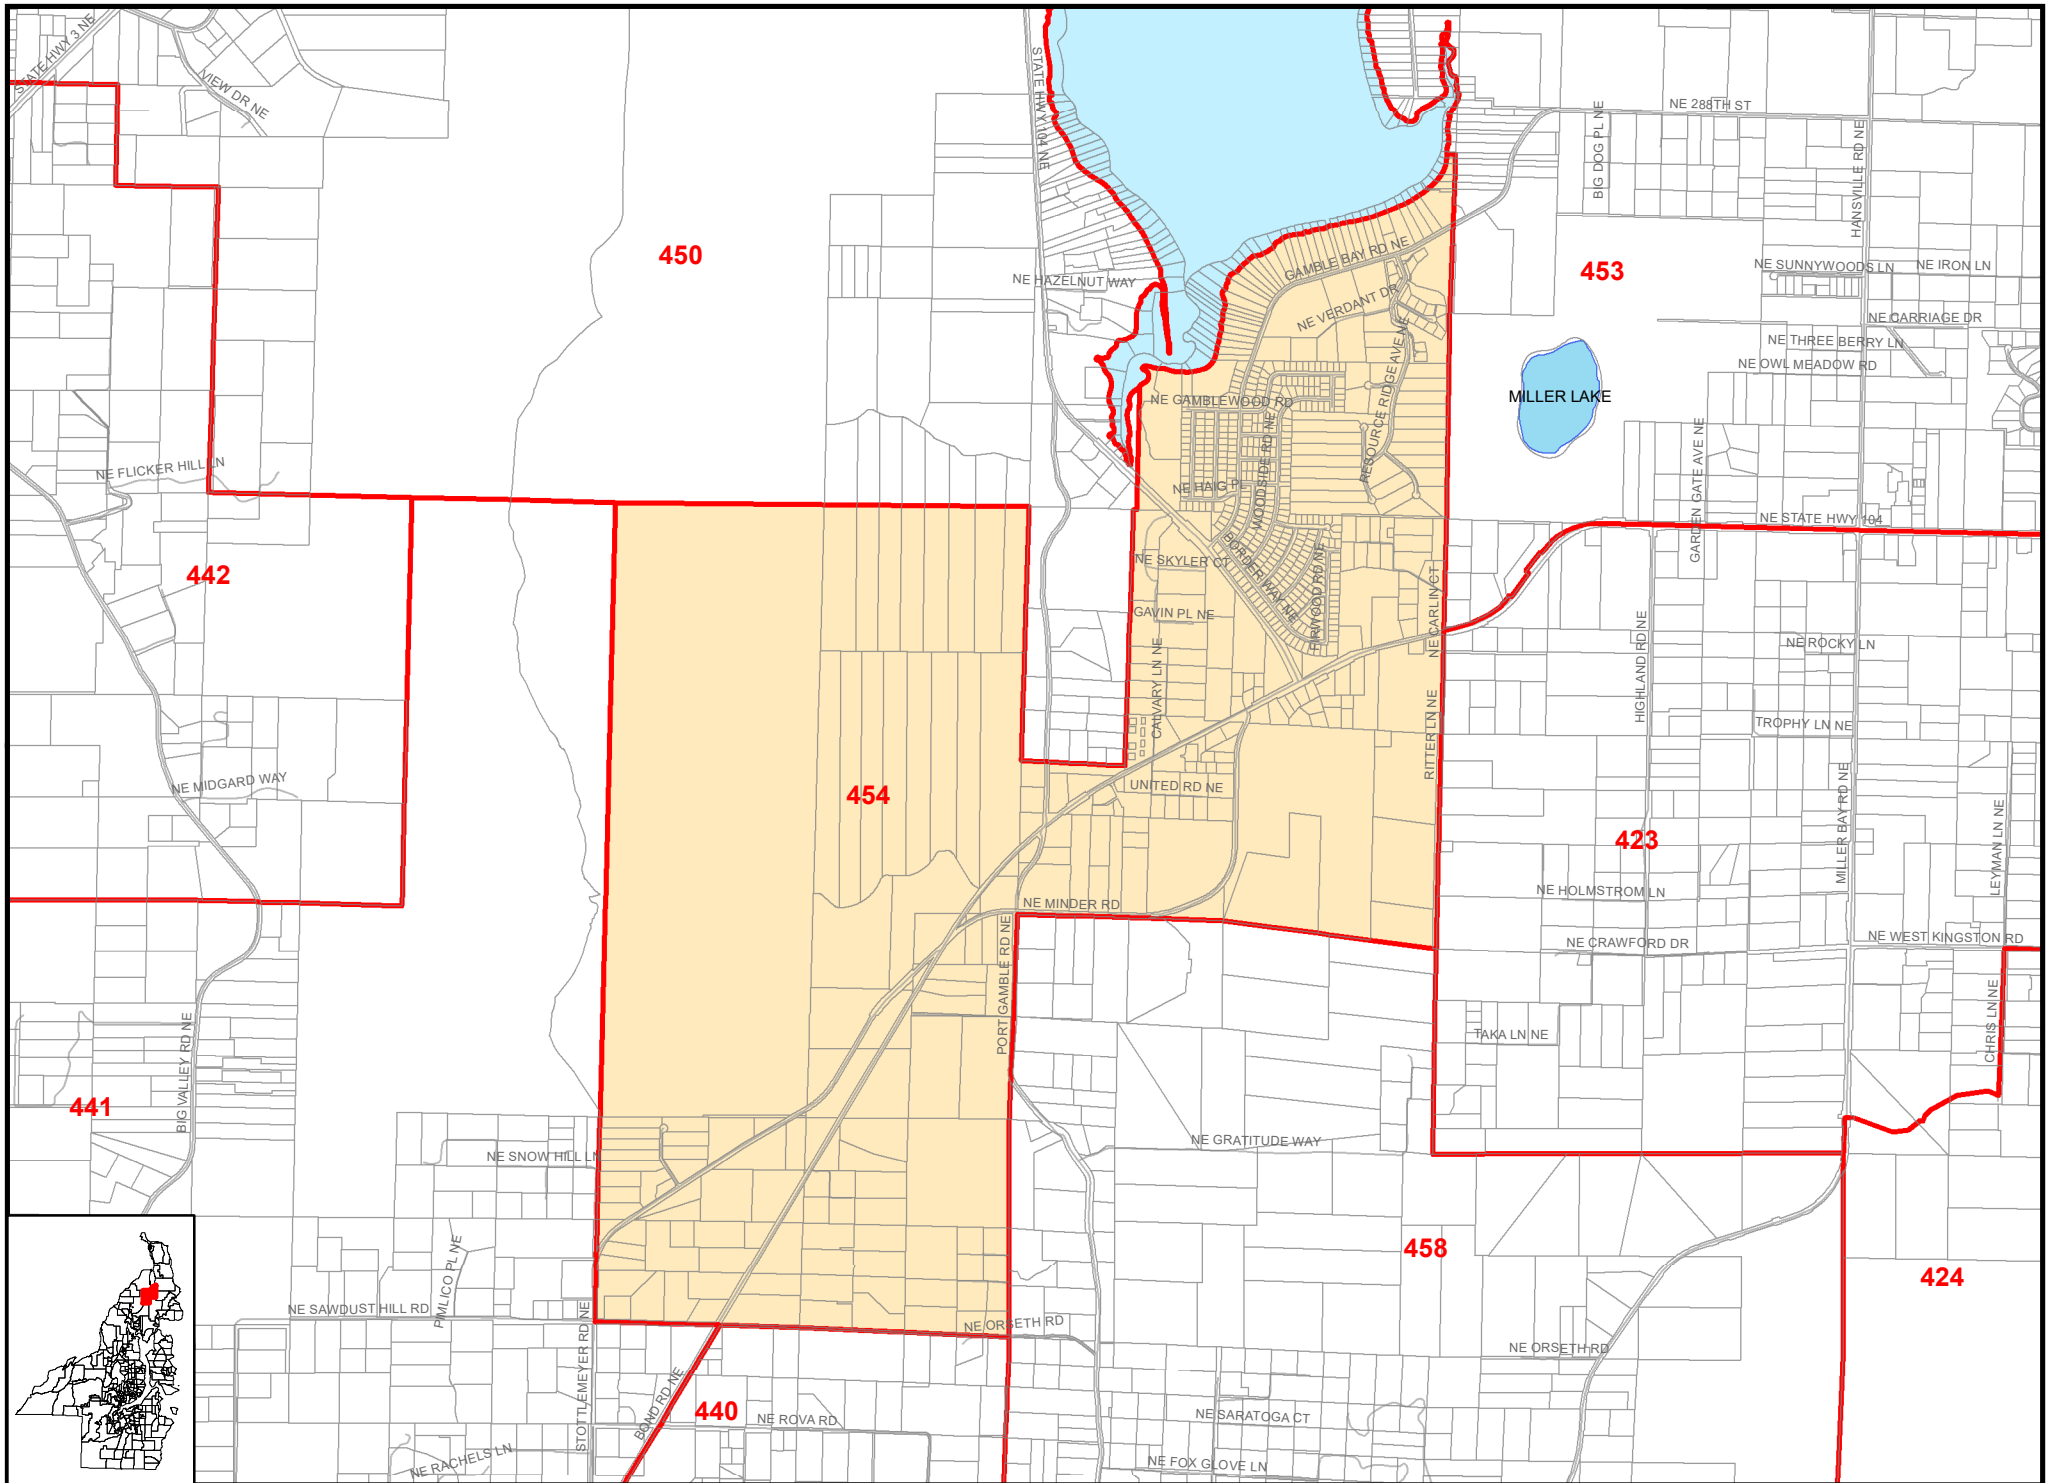 STATE HWY 3 NE
VIEW DR NE
STATE HWY 104 NE
NE 288TH ST
BIG DOG PL NE
HANSVILLE RD NE
450
453
GAMBLE BAY RD NE
NE SUNNYWOODS LN
NE IRON LN
NE HAZELNUT WAY
NE VERDANT DR
NE CARRIAGE DR
NE THREE BERRY LN
NE OWL MEADOW RD
RESOURCE RIDGE AVE NE
MILLER LAKE
NE GAMBLEWOOD RD
WOODSIDE RD NE
GARDEN GATE AVE NE
NE FLICKER HILL LN
NE HAIG PL
NE STATE HWY 104
442
NE SKYLER CT
BORDER WAY NE
FIRWOOD RD NE
NE CARLIN CT
GAVIN PL NE
HIGHLAND RD NE
NE ROCKY LN
CALVARY LN NE
RITTER LN NE
TROPHY LN NE
NE MIDGARD WAY
454
UNITED RD NE
MILLER BAY RD NE
423
LEYMAN LN NE
NE HOLMSTROM LN
NE MINDER RD
PORT GAMBLE RD NE
NE CRAWFORD DR
NE WEST KINGSTON RD
TAKA LN NE
CHRIS LN NE
BIG VALLEY RD NE
441
NE SNOW HILL LN
NE GRATITUDE WAY
458
424
PIMLICO PL NE
NE SAWDUST HILL RD
STOTTLEMEYER RD NE
NE ORSETH RD
NE ORSETH RD
BOND RD NE
440
NE ROVA RD
NE SARATOGA CT
NE RACHELS LN
NE FOX GLOVE LN